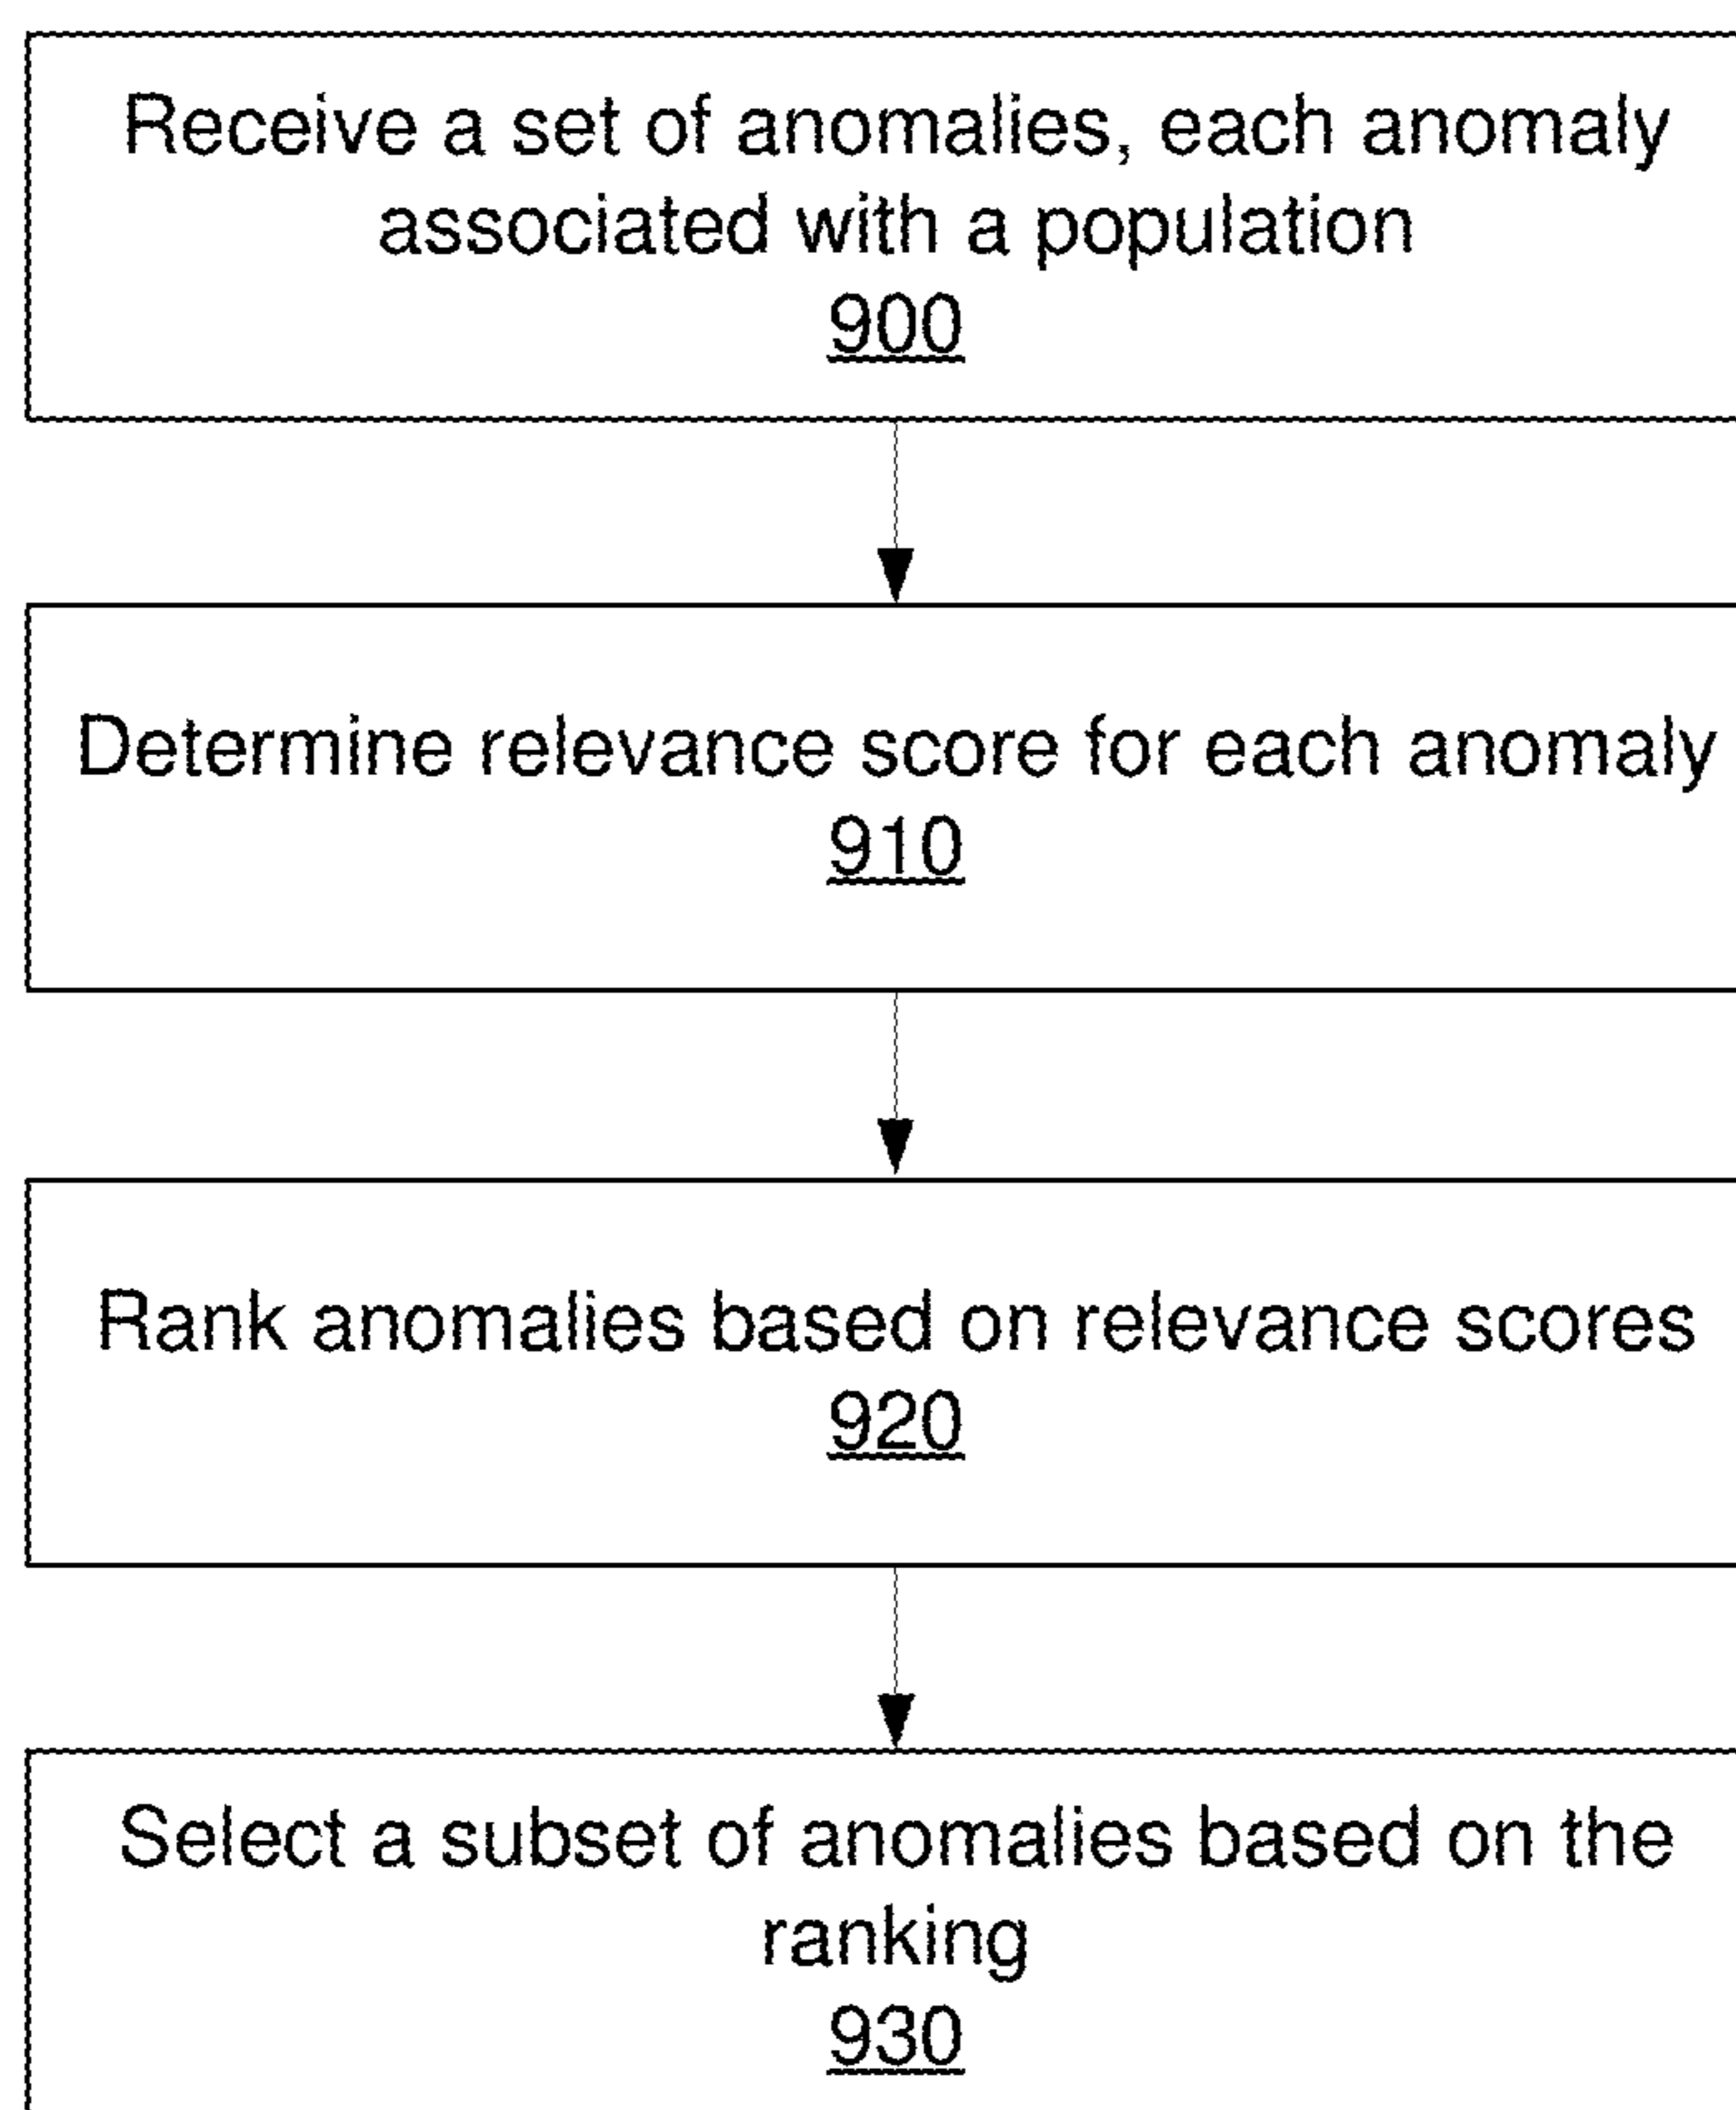 Receive a set of anomalies, each anomaly
associated with a population
900
Determine relevance score for each anomaly
910
Rank anomalies based on relevance scores
920
Select a subset of anomalies based on the
ranking
930